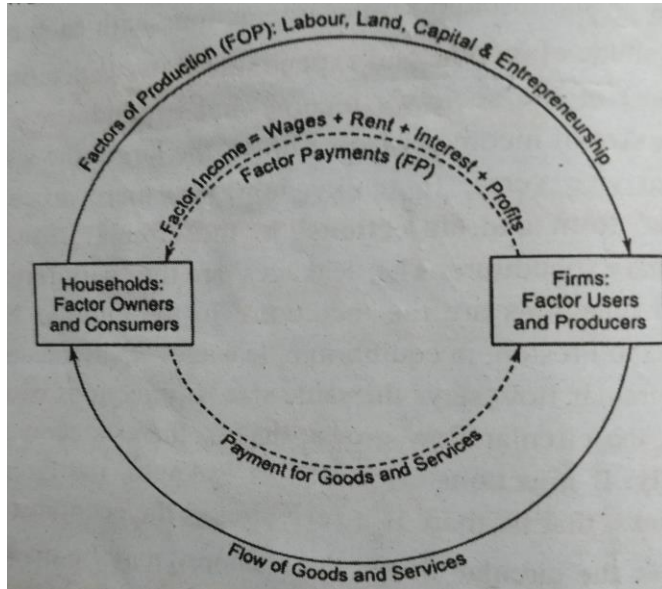 Factors of Production (FOP): Labour, Land, Capital & Entrepreneurship
Factor Income = Wages + Rent + Interest + Profits
Factor Payments (FP)
Households:
Factor Owners
and Consumers
Firms:
Factor Users
and Producers
Payment for Goods and Services
Flow of Goods and Services